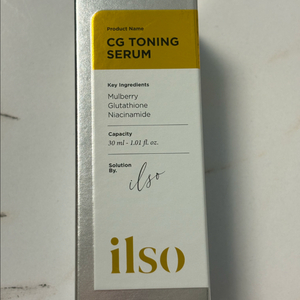 Product Name
CG TONING
SERUM
Key Ingredients
Mulberry
Glutathione
Niacinamide
Capacity
30 ml - 1.01 fl. oz.
Solution
By.
ilso
ilso